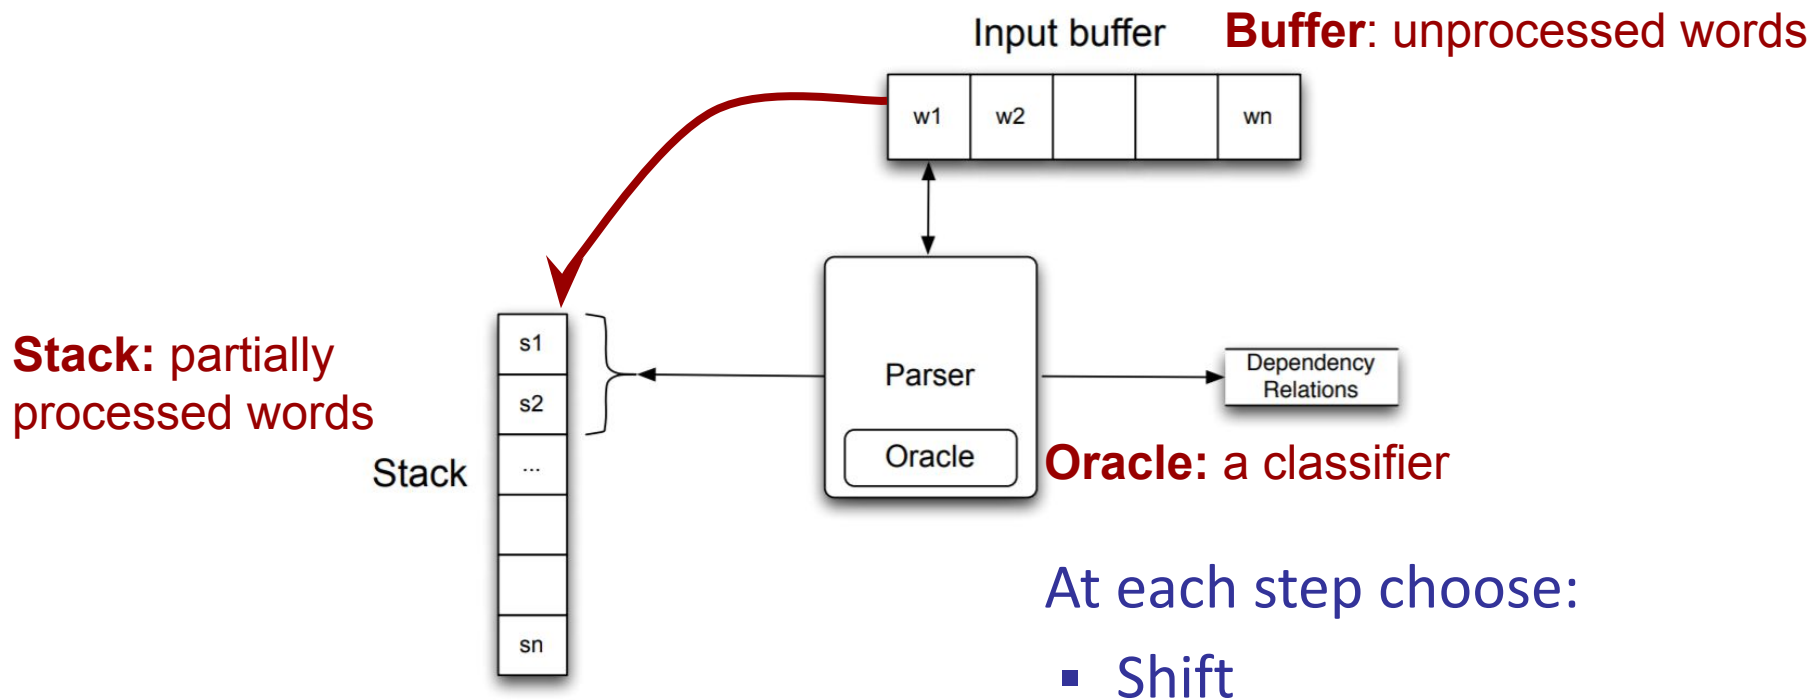 Input buffer
Buffer: unprocessed words
w1 w2 wn
Stack: partially
processed words
s1
s2
...
sn
Stack
Parser
Oracle
Dependency
Relations
Oracle: a classifier
At each step choose:
▪ Shift